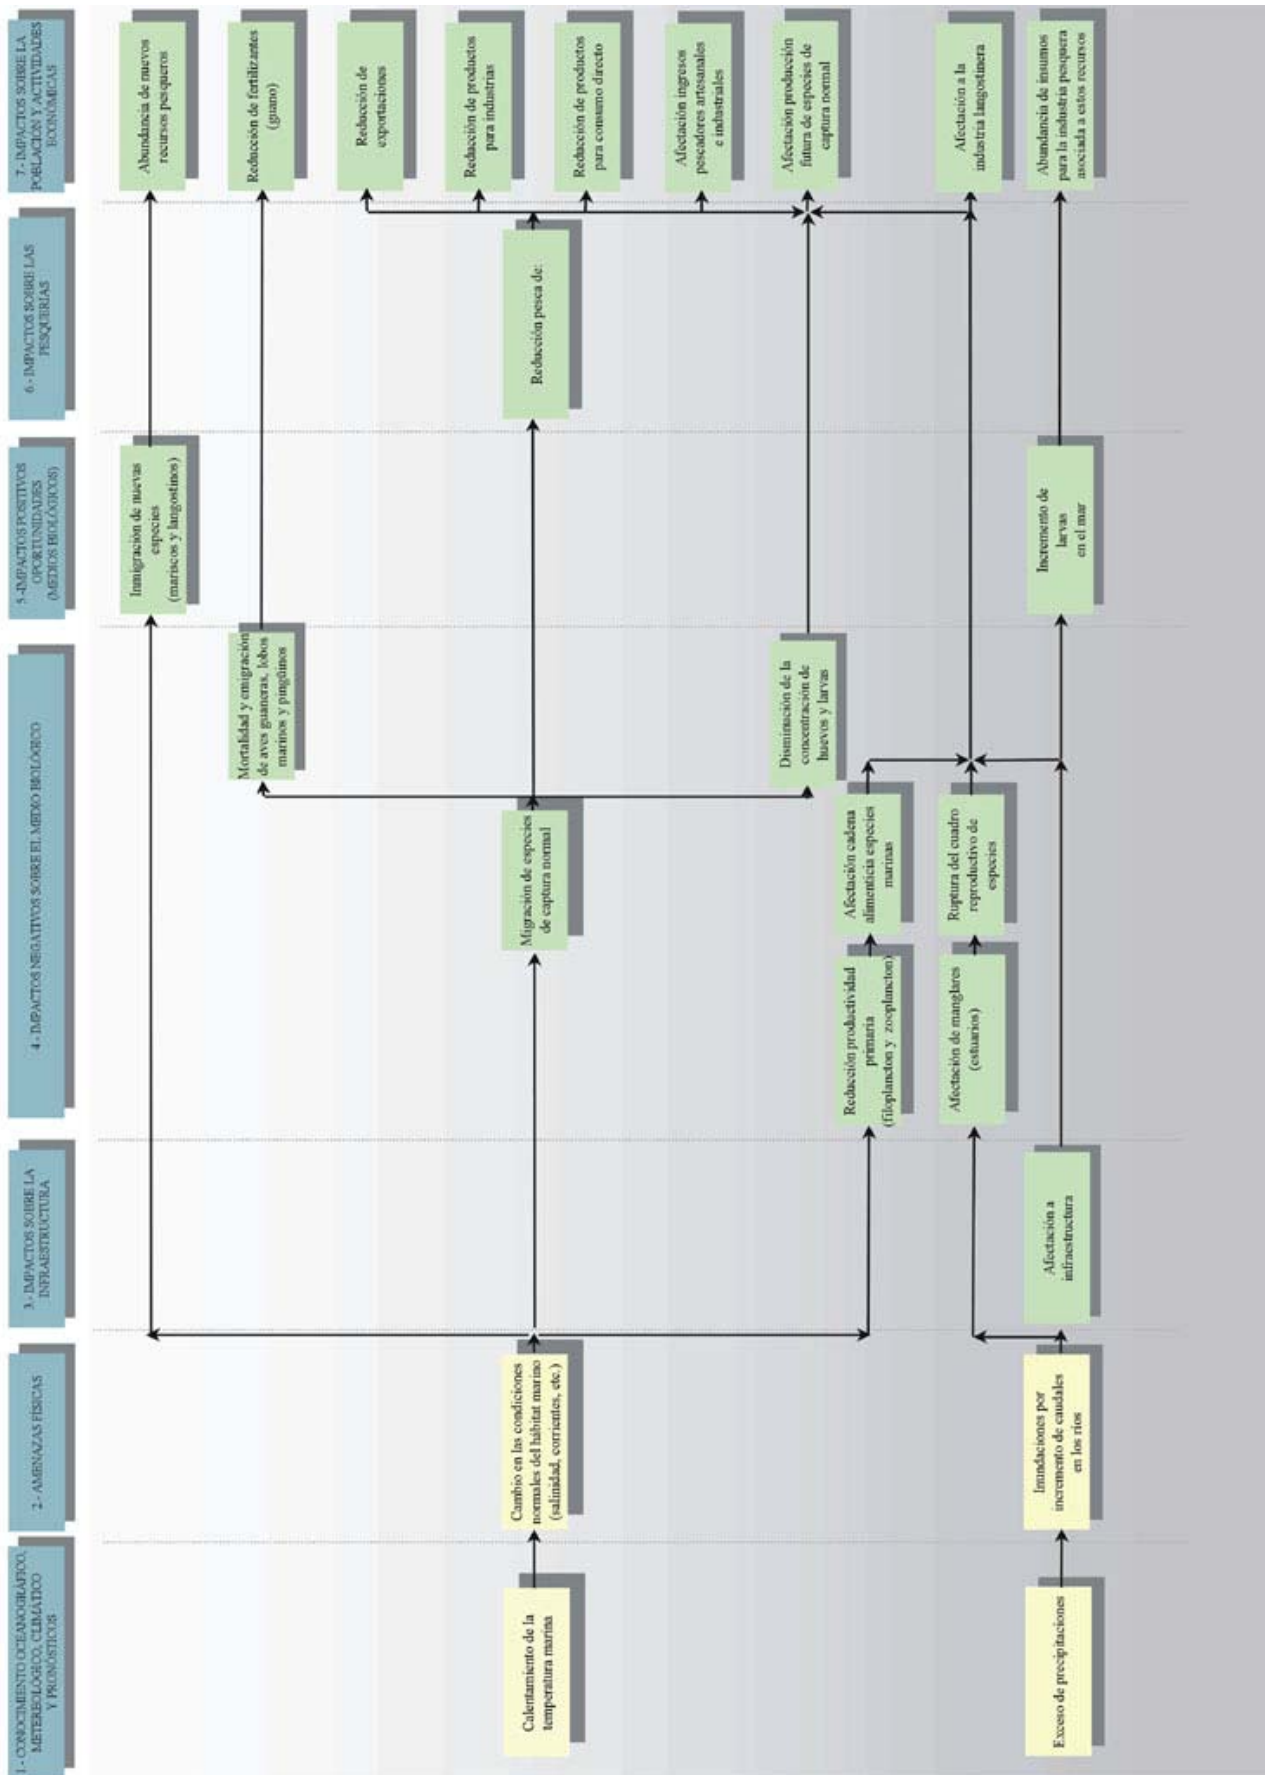 1.- CONOCIMIENTO OCEANOGRÁFICO,
METEREOLÓGICO, CLIMÁTICO
Y PRONÓSTICOS
2.- AMENAZAS FÍSICAS
3.- IMPACTOS SOBRE LA
INFRAESTRUCTURA
4.- IMPACTOS NEGATIVOS SOBRE EL MEDIO BIOLÓGICO
5.-IMPACTOS POSITIVOS
OPORTUNIDADES
(MEDIOS BIOLÓGICOS)
6.- IMPACTOS SOBRE LAS
PESQUERÍAS
7.- IMPACTOS SOBRE LA
POBLACIÓN Y ACTIVIDADES
ECONÓMICAS
Inmigración de nuevas
especies
(mariscos y langostinos)
Abundancia de nuevos
recursos pesqueros
Mortalidad y emigración
de aves guaneras, lobos
marinos y pingüinos
Reducción de fertilizantes
(guano)
Reducción de
exportaciones
Reducción de productos
para industrias
Calentamiento de la
temperatura marina
Cambio en las condiciones
normales del hábitat marino
(salinidad, corrientes, etc.)
Migración de especies
de captura normal
Reducción pesca de:
Reducción de productos
para consumo directo
Afectación ingresos
pescadores artesanales
e industriales
Disminución de la
concentración de
huevos y larvas
Afectación producción
futura de especies de
captura normal
Reducción productividad
primaria
(filoplancton y zooplancton)
Afectación cadena
alimenticia especies
marinas
Afectación de manglares
(estuarios)
Ruptura del cuadro
reproductivo de
especies
Afectación a la
industria langostinera
Exceso de precipitaciones
Inundaciones por
incremento de caudales
en los ríos
Afectación a
infraestructura
Incremento de
larvas
en el mar
Abundancia de insumos
para la industria pesquera
asociada a estos recursos